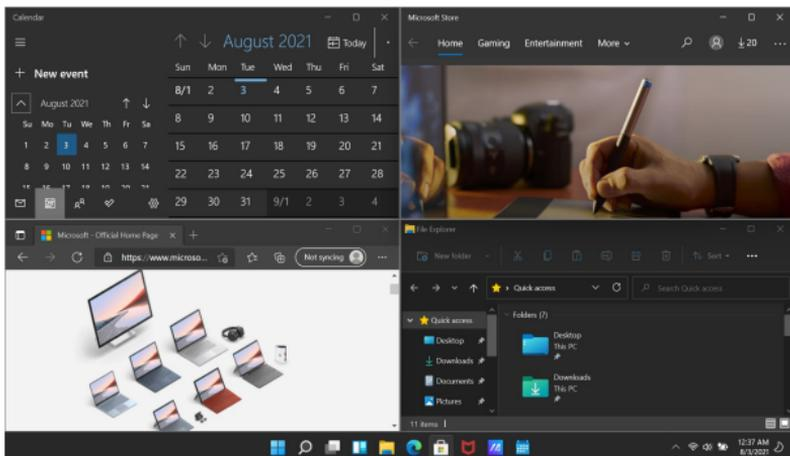 Calendar
August 2021
Today
New event
Sun Mon Tue Wed Thu Fri Sat
8/1 2 3 4 5 6 7
8 9 10 11 12 13 14
15 16 17 18 19 20 21
22 23 24 25 26 27 28
29 30 31 9/1 2 3 4
August 2021
Su Mo Tu We Th Fr Sa
1 2 3 4 5 6 7
8 9 10 11 12 13 14
Microsoft Store
Home Gaming Entertainment More
20
Microsoft - Official Home Page
https://www.microso...
Not syncing
File Explorer
New folder
Sort
Quick access
Search Quick access
Quick access
Desktop
Downloads
Documents
Pictures
Folders (7)
Desktop
This PC
Downloads
This PC
11 items
12:37 AM
8/3/2021